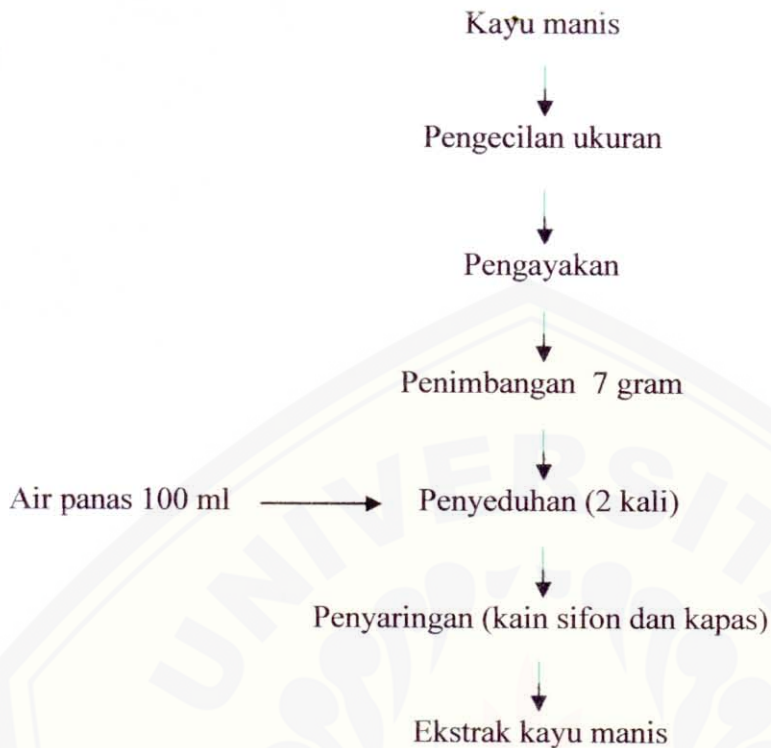 Kayu manis
Pengecilan ukuran
Pengayakan
Penimbangan 7 gram
Air panas 100 ml Penyeduhan (2 kali)
Penyaringan (kain sifon dan kapas)
Ekstrak kayu manis
UNIVERSIT